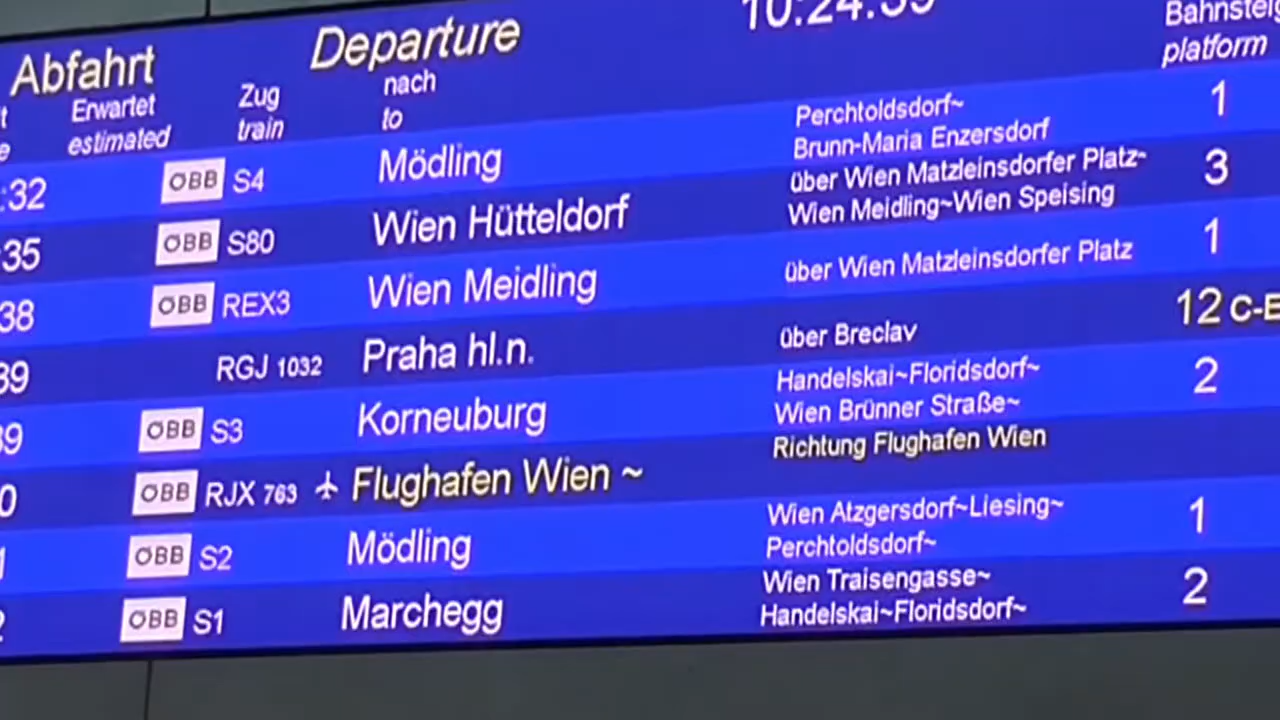 Abfahrt Departure 10:24:39 Bahnsteig
Erwartet Zug nach platform
estimated train to
:32 ÖBB S4 Mödling Perchtoldsdorf~ 1
Brunn-Maria Enzersdorf
:35 ÖBB S80 Wien Hütteldorf über Wien Matzleinsdorfer Platz~ 3
Wien Meidling~Wien Speising
38 ÖBB REX3 Wien Meidling über Wien Matzleinsdorfer Platz 1
39 RGJ 1032 Praha hl.n. über Breclav 12 C-E
39 ÖBB S3 Korneuburg Handelskai~Floridsdorf~ 2
Wien Brünner Straße~
0 ÖBB RJX 763 Flughafen Wien ~ Richtung Flughafen Wien
1 ÖBB S2 Mödling Wien Atzgersdorf~Liesing~ 1
Perchtoldsdorf~
2 ÖBB S1 Marchegg Wien Traisengasse~ 2
Handelskai~Floridsdorf~